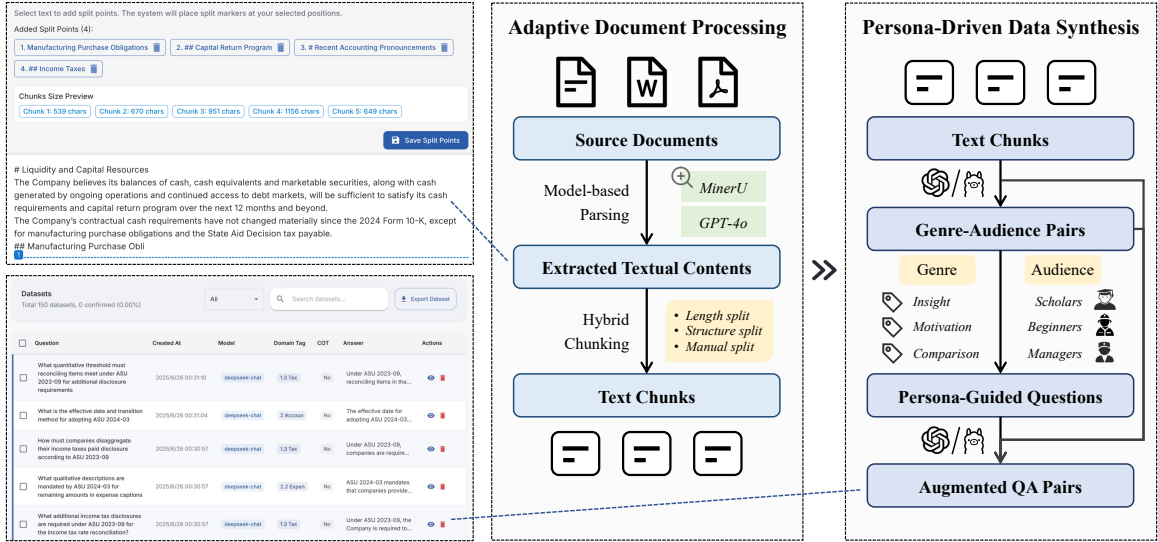 Select text to add split points. The system will place split markers at your selected positions.
Added Split Points (4):
1. Manufacturing Purchase Obligations
2. ## Capital Return Program
3. # Recent Accounting Pronouncements
4. ## Income Taxes
Chunks Size Preview
Chunk 1: 539 chars
Chunk 2: 670 chars
Chunk 3: 951 chars
Chunk 4: 1156 chars
Chunk 5: 649 chars
Save Split Points
# Liquidity and Capital Resources
The Company believes its balances of cash, cash equivalents and marketable securities, along with cash
generated by ongoing operations and continued access to debt markets, will be sufficient to satisfy its cash
requirements and capital return program over the next 12 months and beyond.
The Company's contractual cash requirements have not changed materially since the 2024 Form 10-K, except
for manufacturing purchase obligations and the State Aid Decision tax payable.
## Manufacturing Purchase Obli
1
Datasets
Total 150 datasets, 0 confirmed (0.00%)
All
Search datasets...
Export Dataset
Question Created At Model Domain Tag COT Answer Actions
What quantitative threshold must
reconciling items meet under ASU
2023-09 for additional disclosure
requirements
2025/6/26 00:31:10
deepseek-chat
1.3 Tax
No
Under ASU 2023-09,
reconciling items in the...
What is the effective date and transition
method for adopting ASU 2024-03
2025/6/26 00:31:04
deepseek-chat
2 Accoun
No
The effective date for
adopting ASU 2024-03...
How must companies disaggregate
their income taxes paid disclosure
according to ASU 2023-09
2025/6/26 00:30:57
deepseek-chat
1.3 Tax
No
Under ASU 2023-09,
companies are require...
What qualitative descriptions are
mandated by ASU 2024-03 for
remaining amounts in expense captions
2025/6/26 00:30:57
deepseek-chat
2.2 Expen
No
ASU 2024-03 mandates
that companies provide...
What additional income tax disclosures
are required under ASU 2023-09 for
the income tax rate reconciliation?
2025/6/26 00:30:57
deepseek-chat
1.3 Tax
No
Under ASU 2023-09, the
Company is required to...
Adaptive Document Processing
W
Source Documents
Model-based
Parsing
MinerU
GPT-4o
Extracted Textual Contents
Hybrid
Chunking
• Length split
• Structure split
• Manual split
Text Chunks
Persona-Driven Data Synthesis
Text Chunks
/
Genre-Audience Pairs
Genre
Audience
Insight
Scholars
Motivation
Beginners
Comparison
Managers
Persona-Guided Questions
/
Augmented QA Pairs